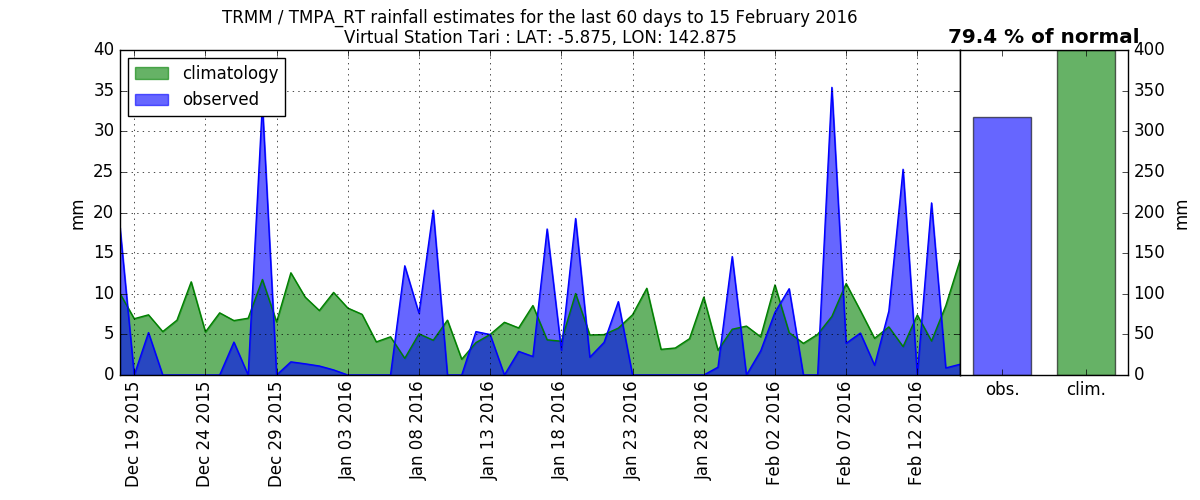 TRMM / TMPA_RT rainfall estimates for the last 60 days to 15 February 2016
Virtual Station Tari : LAT: -5.875, LON: 142.875
79.4 % of normal
climatology
observed
mm
40
35
30
25
20
15
10
5
0
Dec 19 2015
Dec 24 2015
Dec 29 2015
Jan 03 2016
Jan 08 2016
Jan 13 2016
Jan 18 2016
Jan 23 2016
Jan 28 2016
Feb 02 2016
Feb 07 2016
Feb 12 2016
obs.
clim.
400
350
300
250
200
150
100
50
0
mm